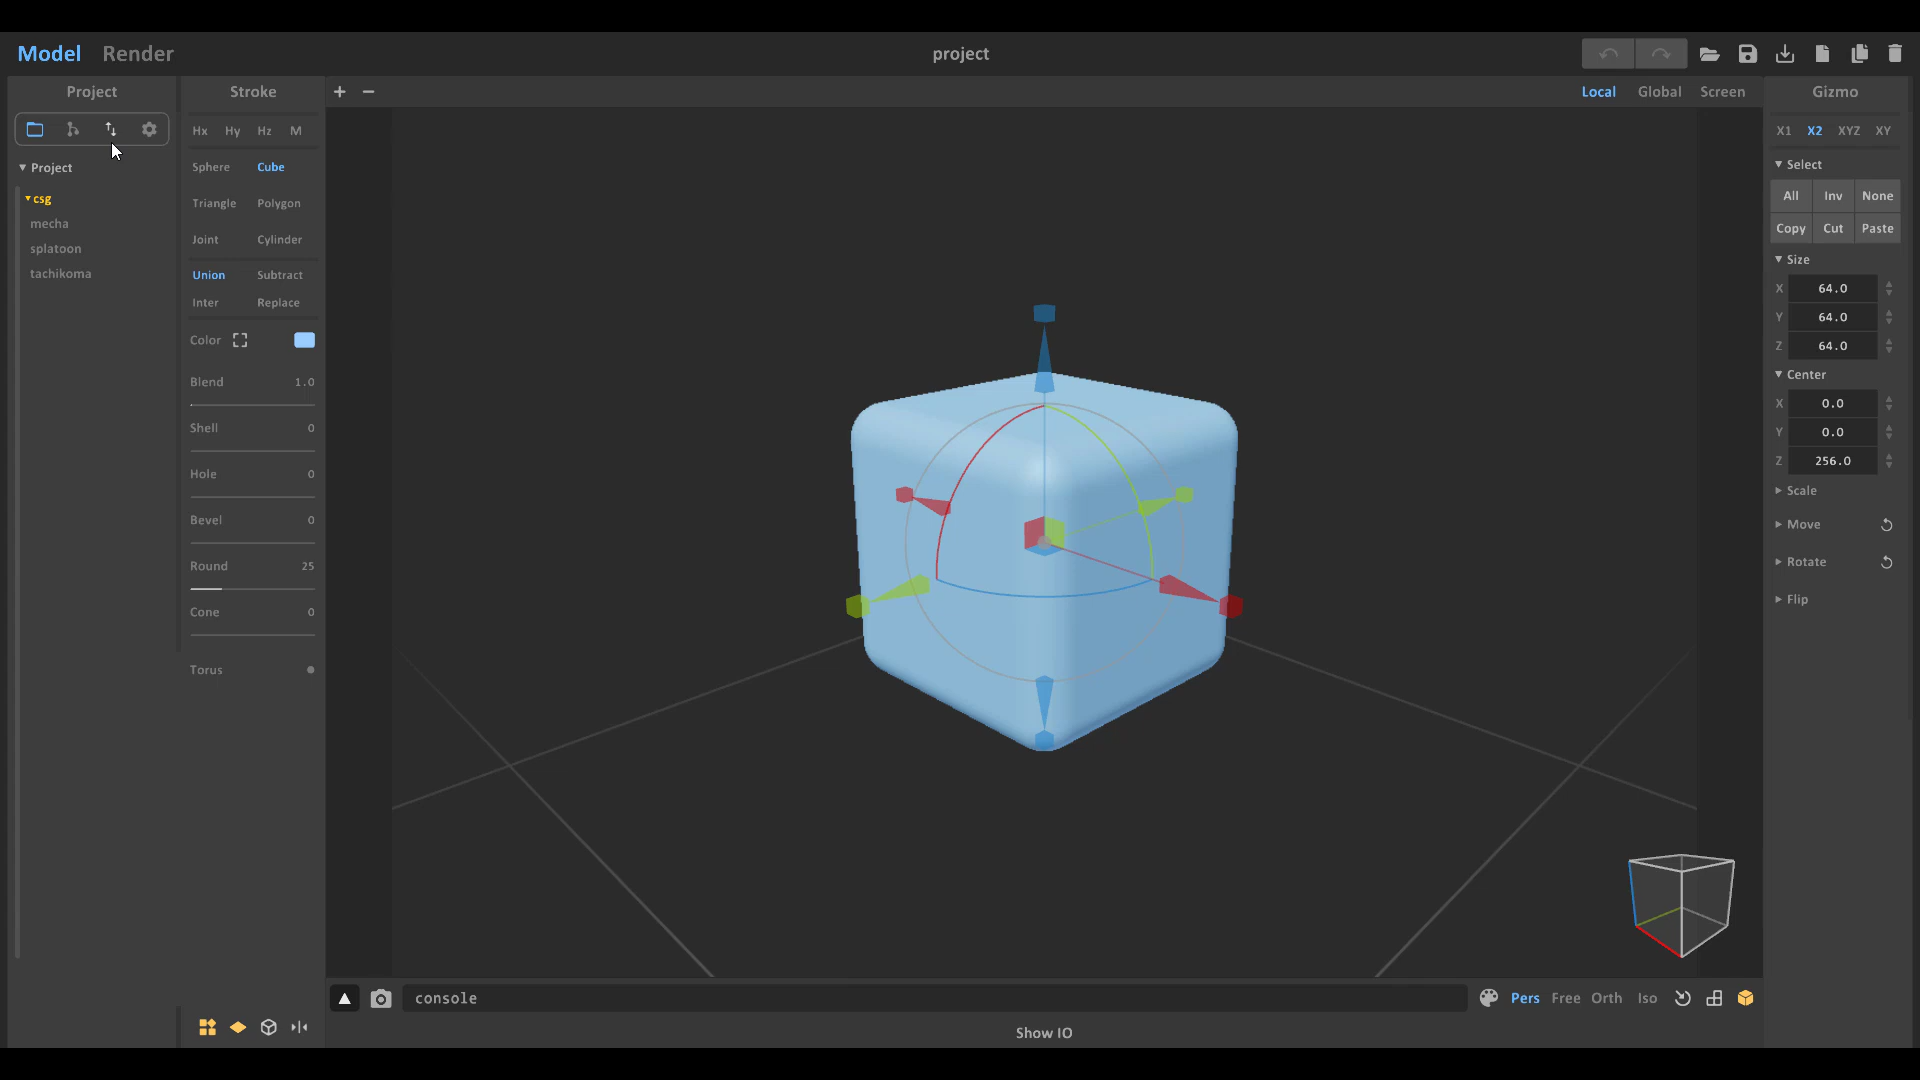 Model Render project
Project Stroke + − Local Global Screen Gizmo
Hx Hy Hz M X1 X2 XYZ XY
Project
csg
mecha
splatoon
tachikoma
Sphere Cube
Triangle Polygon
Joint Cylinder
Union Subtract
Inter Replace
Color
Blend 1.0
Shell 0
Hole 0
Bevel 0
Round 25
Cone 0
Torus
Select
All Inv None
Copy Cut Paste
Size
X 64.0
Y 64.0
Z 64.0
Center
X 0.0
Y 0.0
Z 256.0
Scale
Move
Rotate
Flip
console Pers Free Orth Iso
Show IO